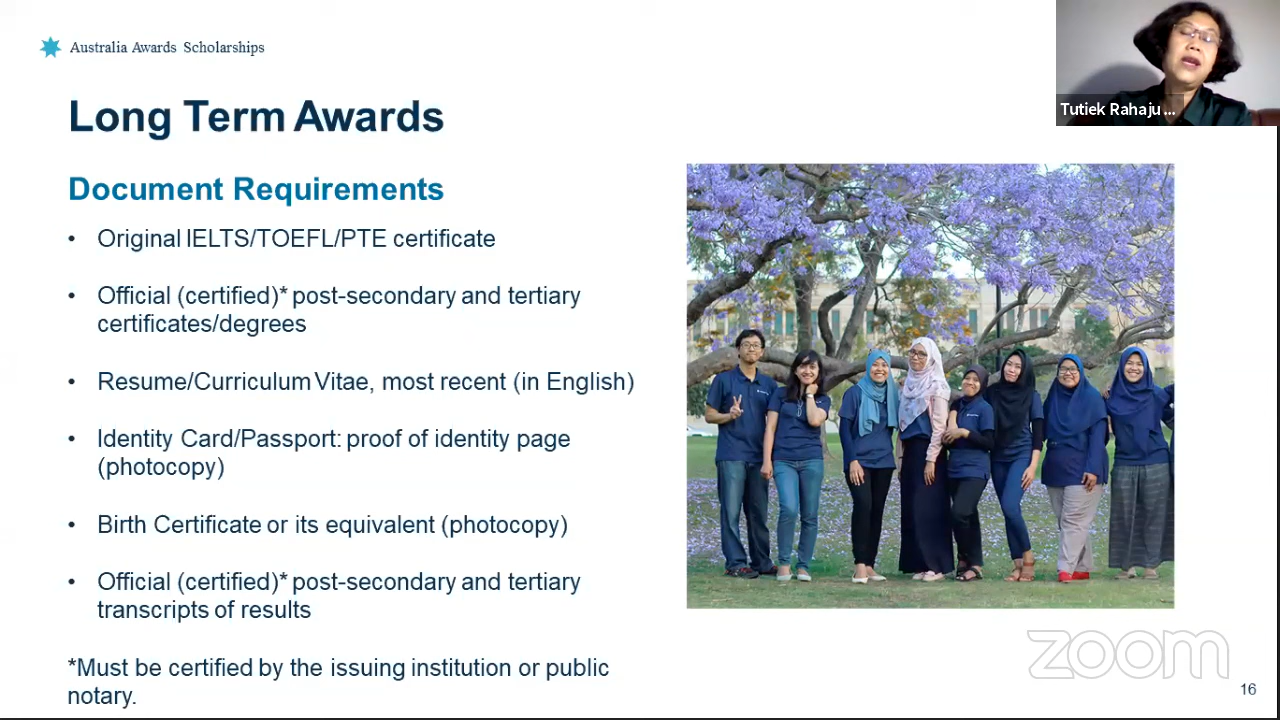 Australia Awards Scholarships
Tutiek Rahaju ...
Long Term Awards
Document Requirements
• Original IELTS/TOEFL/PTE certificate
• Official (certified)* post-secondary and tertiary
certificates/degrees
• Resume/Curriculum Vitae, most recent (in English)
• Identity Card/Passport: proof of identity page
(photocopy)
• Birth Certificate or its equivalent (photocopy)
• Official (certified)* post-secondary and tertiary
transcripts of results
*Must be certified by the issuing institution or public
notary.
zoom
16